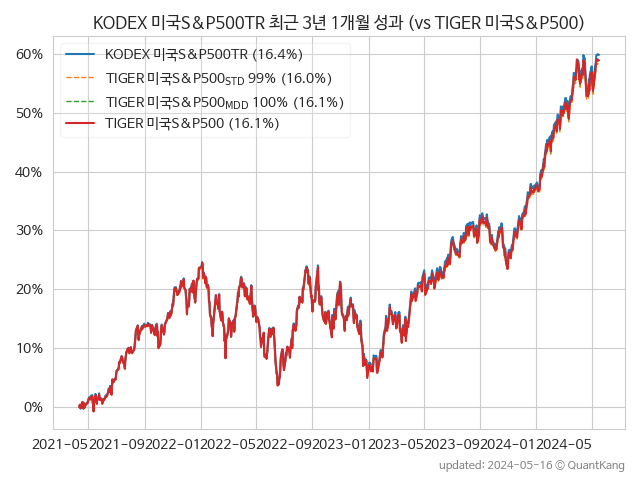 KODEX 미국S&P500TR 최근 3년 1개월 성과 (vs TIGER 미국S&P500)
60%
50%
40%
30%
20%
10%
0%
KODEX 미국S&P500TR (16.4%)
TIGER 미국S&P500STD 99% (16.0%)
TIGER 미국S&P500MDD 100% (16.1%)
TIGER 미국S&P500 (16.1%)
2021-05 2021-09 2022-01 2022-05 2022-09 2023-01 2023-05 2023-09 2024-01 2024-05
updated: 2024-05-16 © QuantKang